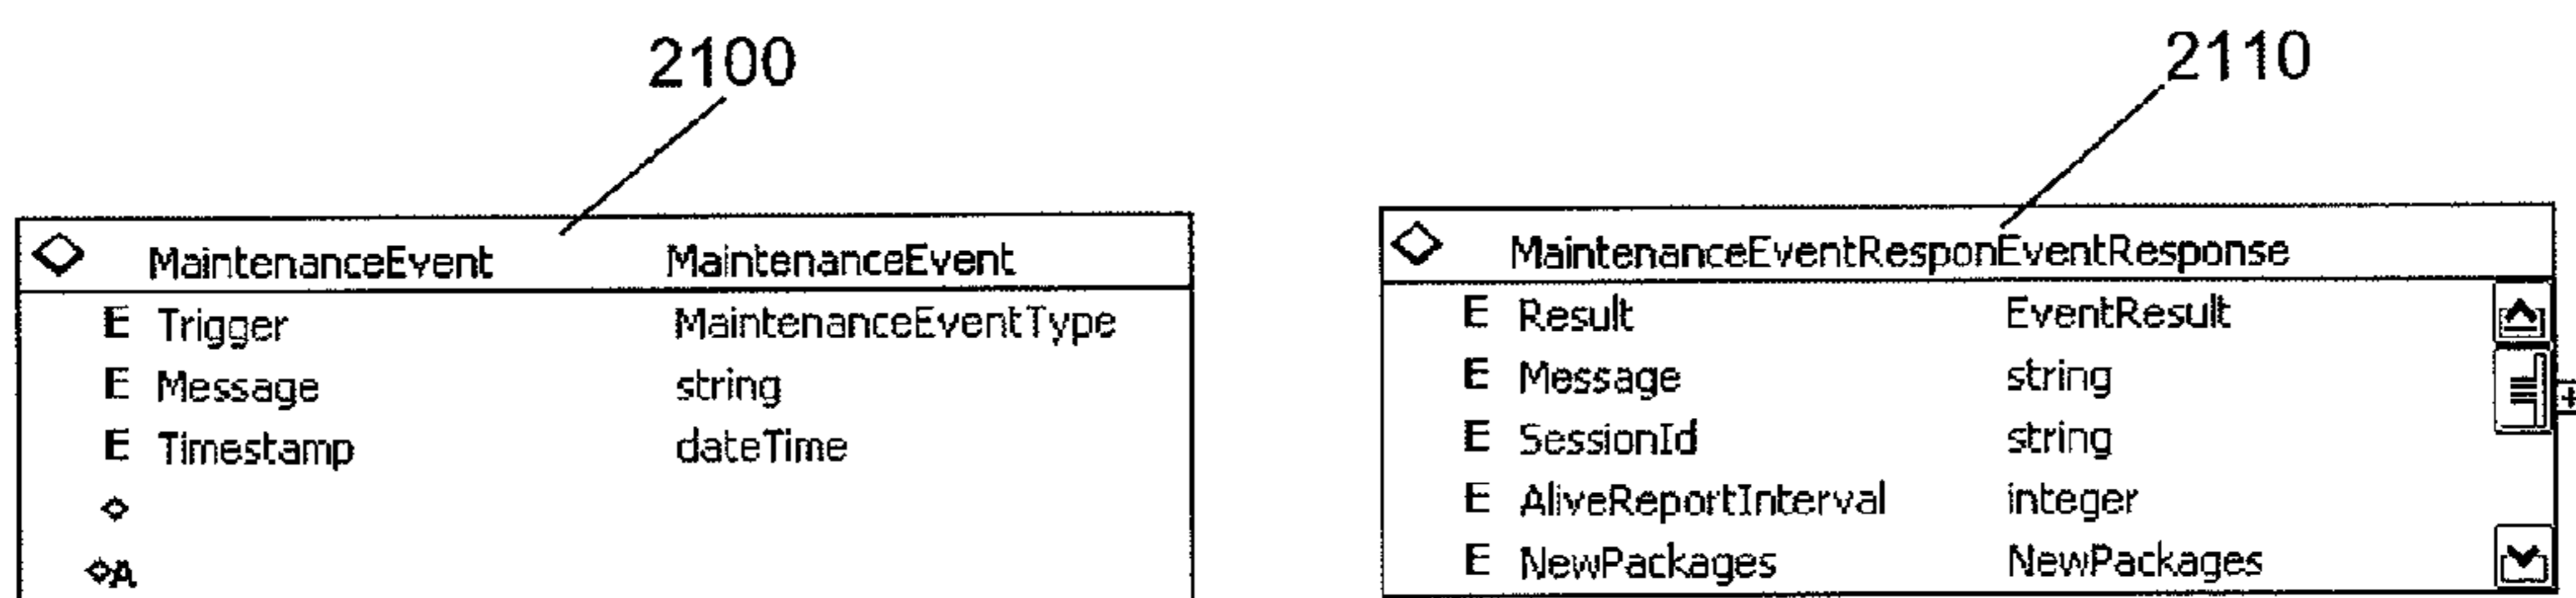 2100
2110
MaintenanceEvent MaintenanceEvent
E Trigger MaintenanceEventType
E Message string
E Timestamp dateTime
A
MaintenanceEventResponEventResponse
E Result EventResult
E Message string
E SessionId string
E AliveReportInterval integer
E NewPackages NewPackages